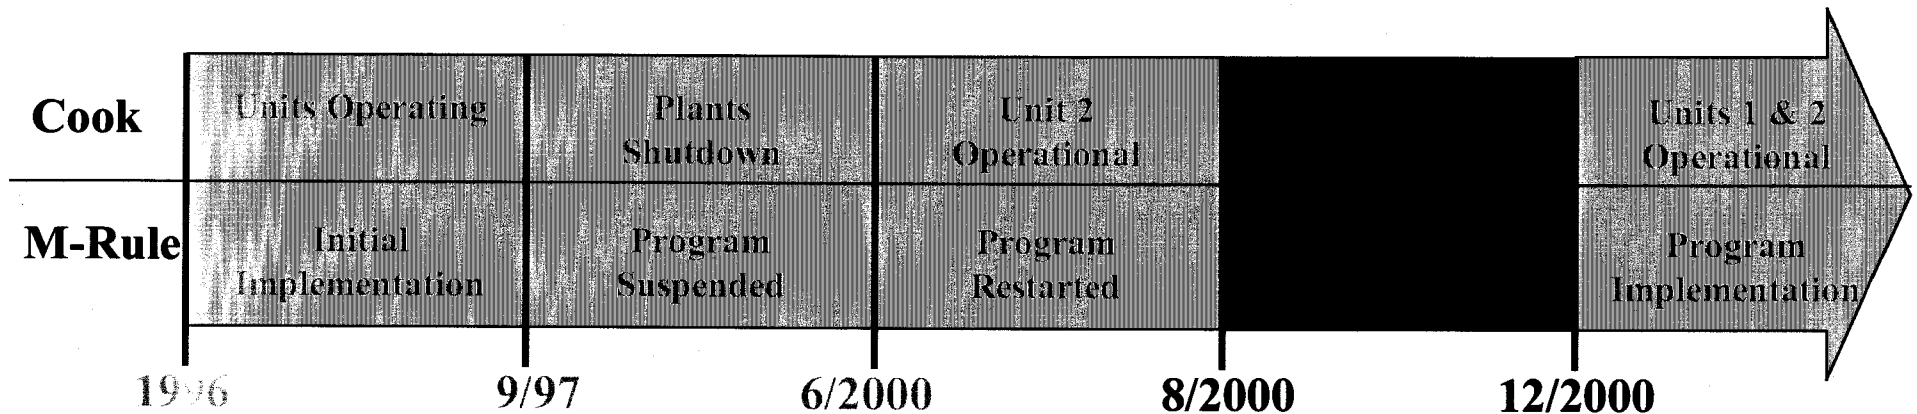 Cook
Units Operating
Plants
Shutdown
Unit 2
Operational
Units 1 & 2
Operational
M-Rule
Initial
Implementation
Program
Suspended
Program
Restarted
Program
Implementation
1996
9/97
6/2000
8/2000
12/2000